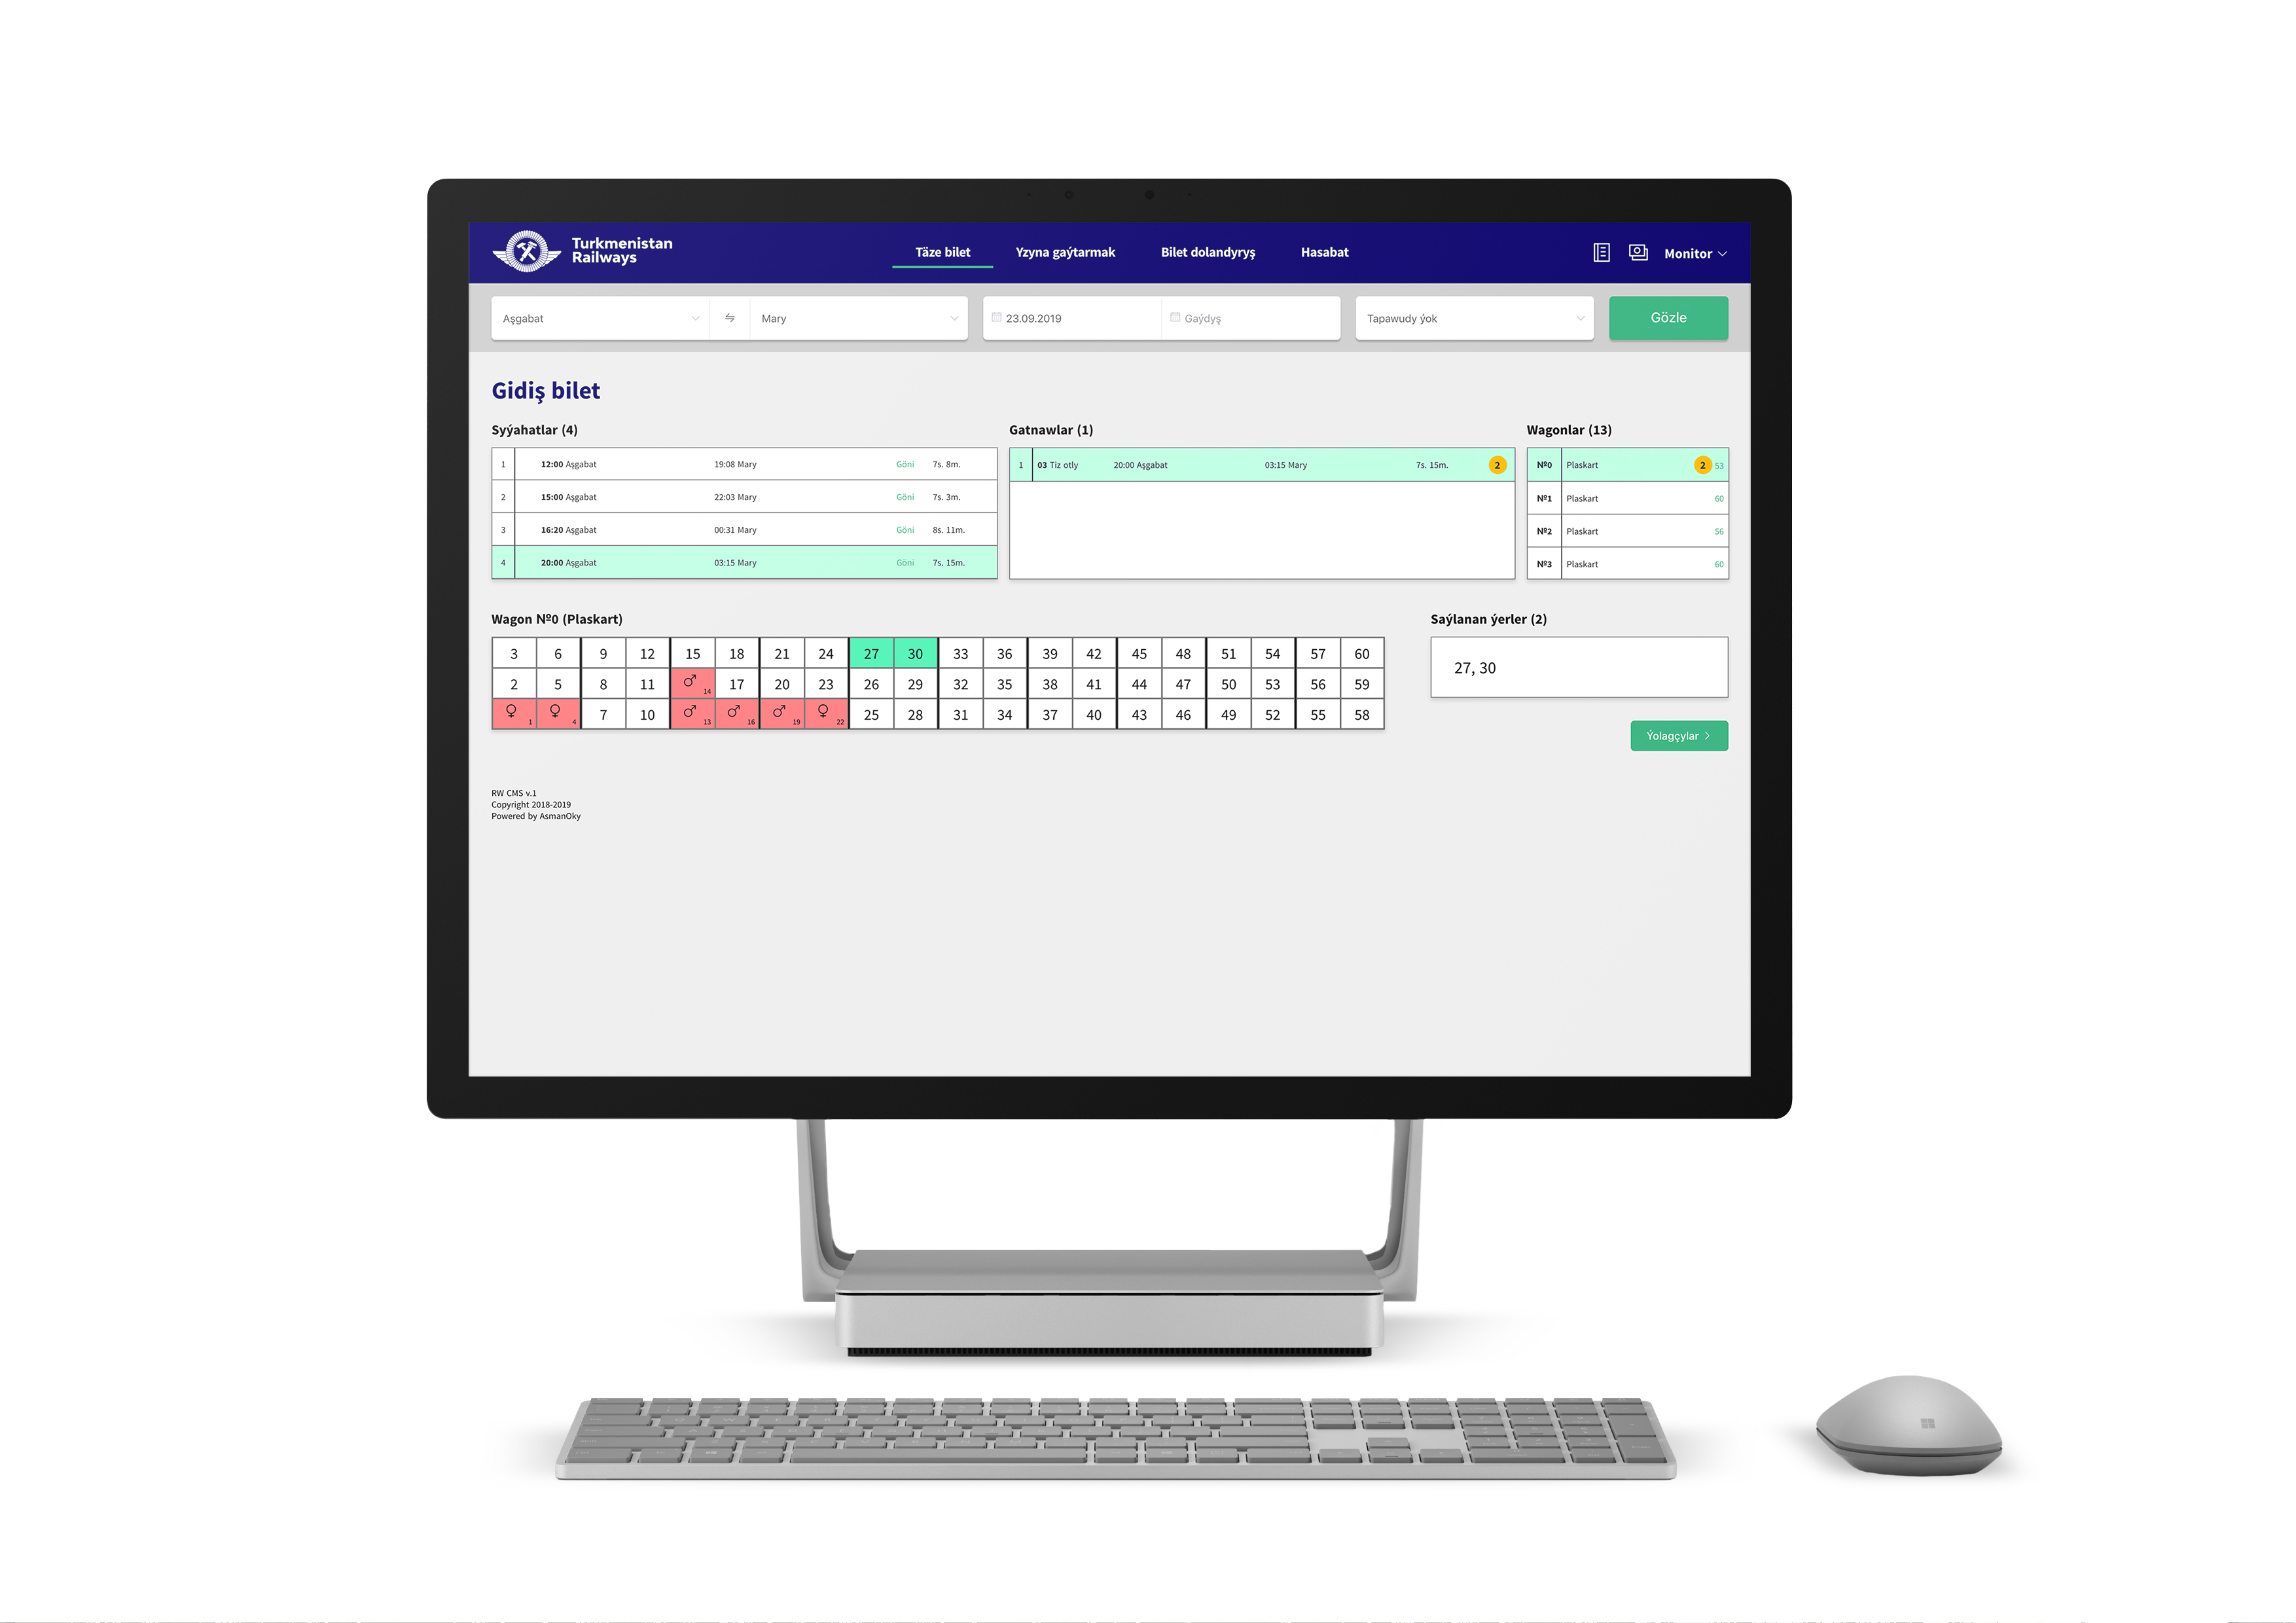 Turkmenistan
Railways
Täze bilet
Yzyna gaýtarmak
Bilet dolandyryş
Hasabat
Monitor
Aşgabat
Mary
23.09.2019
Gaýdyş
Tapawudy ýok
Gözle
Gidiş bilet
Syýahatlar (4)
1 12:00 Aşgabat 19:08 Mary Göni 7s. 8m.
2 15:00 Aşgabat 22:03 Mary Göni 7s. 3m.
3 16:20 Aşgabat 00:31 Mary Göni 8s. 11m.
4 20:00 Aşgabat 03:15 Mary Göni 7s. 15m.
Gatnawlar (1)
1 03 Tiz otly 20:00 Aşgabat 03:15 Mary 7s. 15m. 2
Wagonlar (13)
№0 Plaskart 2 53
№1 Plaskart 60
№2 Plaskart 56
№3 Plaskart 60
Wagon №0 (Plaskart)
3 6 9 12 15 18 21 24 27 30 33 36 39 42 45 48 51 54 57 60
2 5 8 11 ♂ 14 17 20 23 26 29 32 35 38 41 44 47 50 53 56 59
♀ 1 ♀ 4 7 10 ♂ 13 ♂ 16 ♂ 19 ♀ 22 25 28 31 34 37 40 43 46 49 52 55 58
Saýlanan ýerler (2)
27, 30
Ýolagçylar
RW CMS v.1
Copyright 2018-2019
Powered by AsmanOky